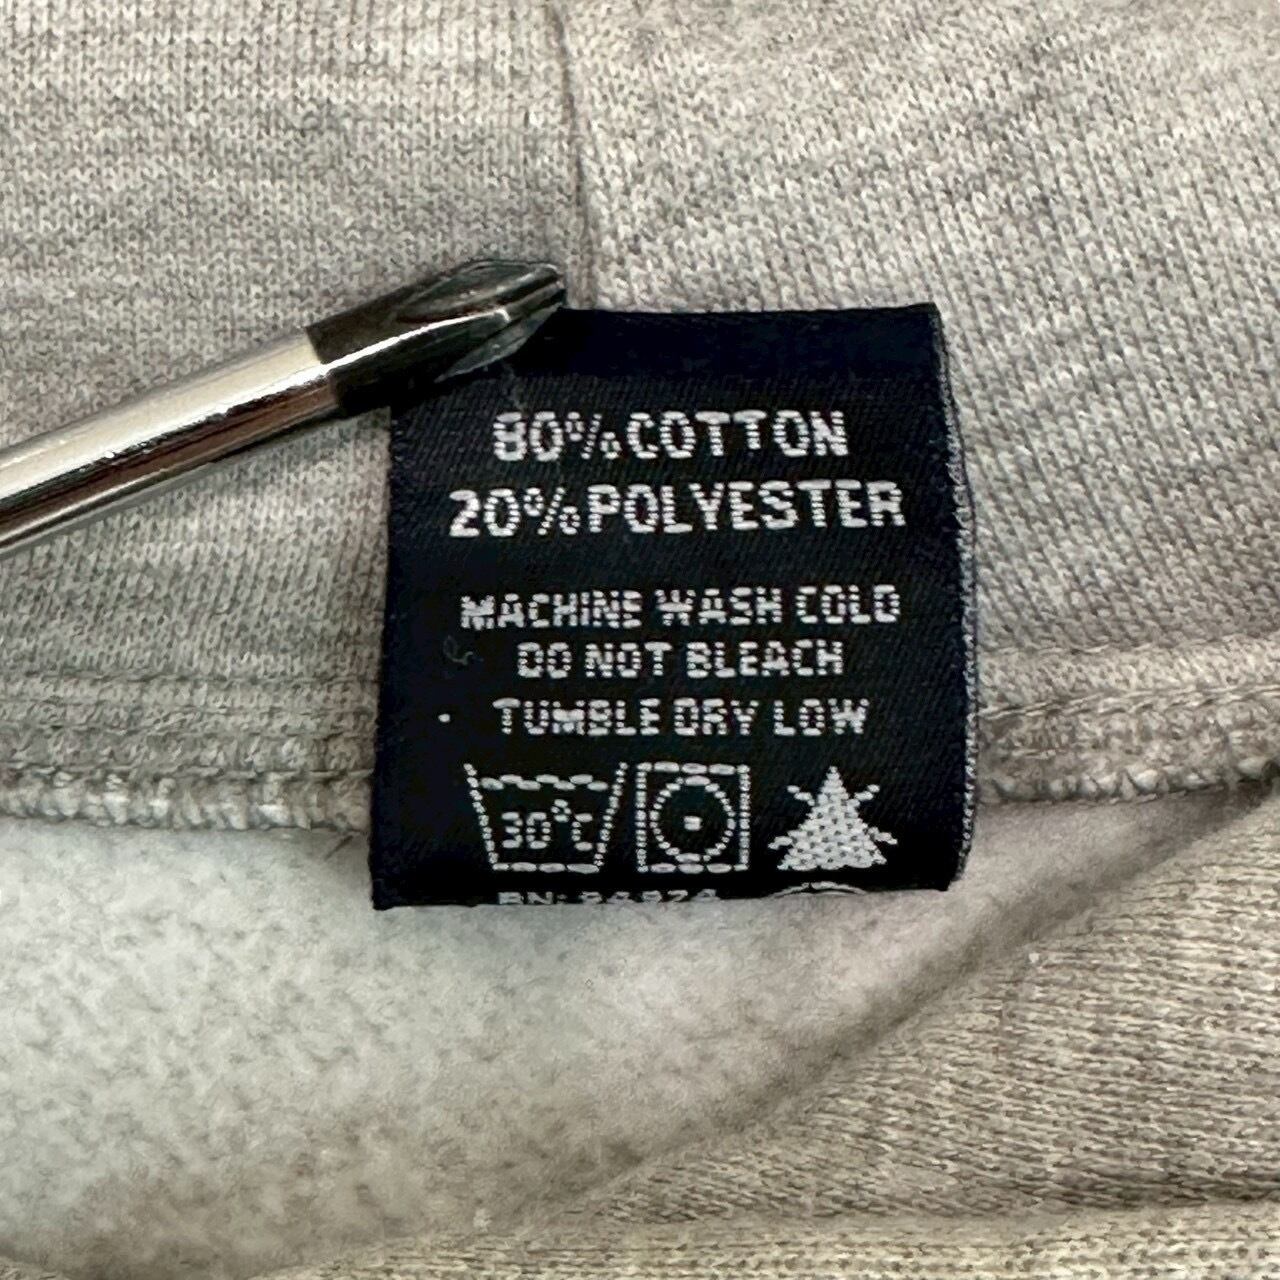 80% COTTON
20% POLYESTER
MACHINE WASH COLD
DO NOT BLEACH
TUMBLE DRY LOW
30°C